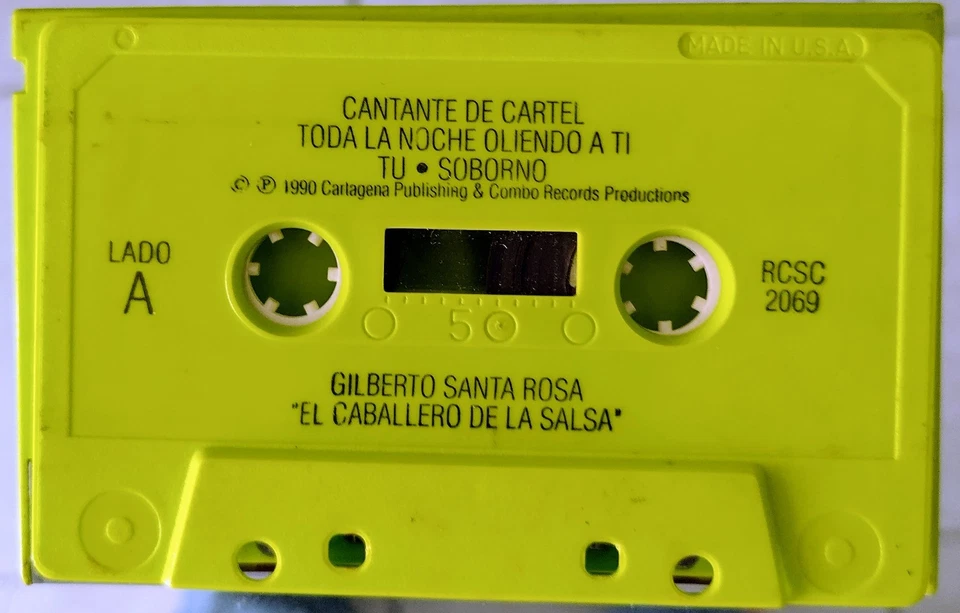 MADE IN U.S.A.
CANTANTE DE CARTEL
TODA LA NOCHE OLIENDO A TI
TU • SOBORNO
© ℗ 1990 Cartagena Publishing & Combo Records Productions
LADO
A
RCSC
2069
50
GILBERTO SANTA ROSA
"EL CABALLERO DE LA SALSA"